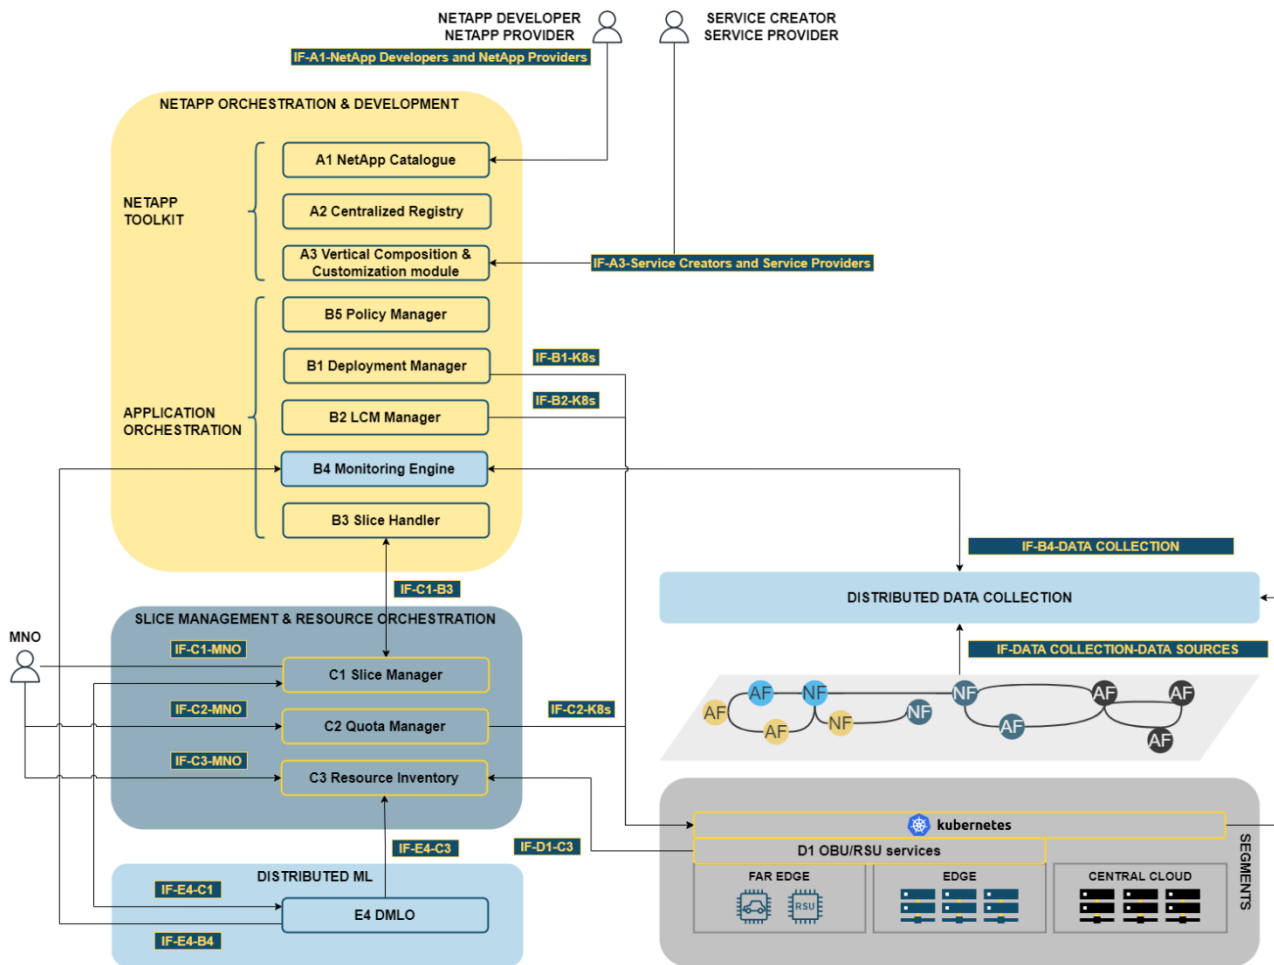 NETAPP DEVELOPER
NETAPP PROVIDER
SERVICE CREATOR
SERVICE PROVIDER
IF-A1-NetApp Developers and NetApp Providers
NETAPP ORCHESTRATION & DEVELOPMENT
A1 NetApp Catalogue
NETAPP
TOOLKIT
A2 Centralized Registry
A3 Vertical Composition &
Customization module
IF-A3-Service Creators and Service Providers
B5 Policy Manager
B1 Deployment Manager
IF-B1-K8s
APPLICATION
ORCHESTRATION
B2 LCM Manager
IF-B2-K8s
B4 Monitoring Engine
B3 Slice Handler
IF-B4-DATA COLLECTION
IF-C1-B3
DISTRIBUTED DATA COLLECTION
SLICE MANAGEMENT & RESOURCE ORCHESTRATION
MNO
IF-C1-MNO
IF-DATA COLLECTION-DATA SOURCES
C1 Slice Manager
IF-C2-MNO
C2 Quota Manager
IF-C2-K8s
AF
AF
NF
AF
NF
NF
NF
AF
AF
AF
AF
IF-C3-MNO
C3 Resource Inventory
kubernetes
IF-E4-C3
IF-D1-C3
D1 OBU/RSU services
SEGMENTS
DISTRIBUTED ML
FAR EDGE
EDGE
CENTRAL CLOUD
IF-E4-C1
E4 DMLO
RSU
IF-E4-B4